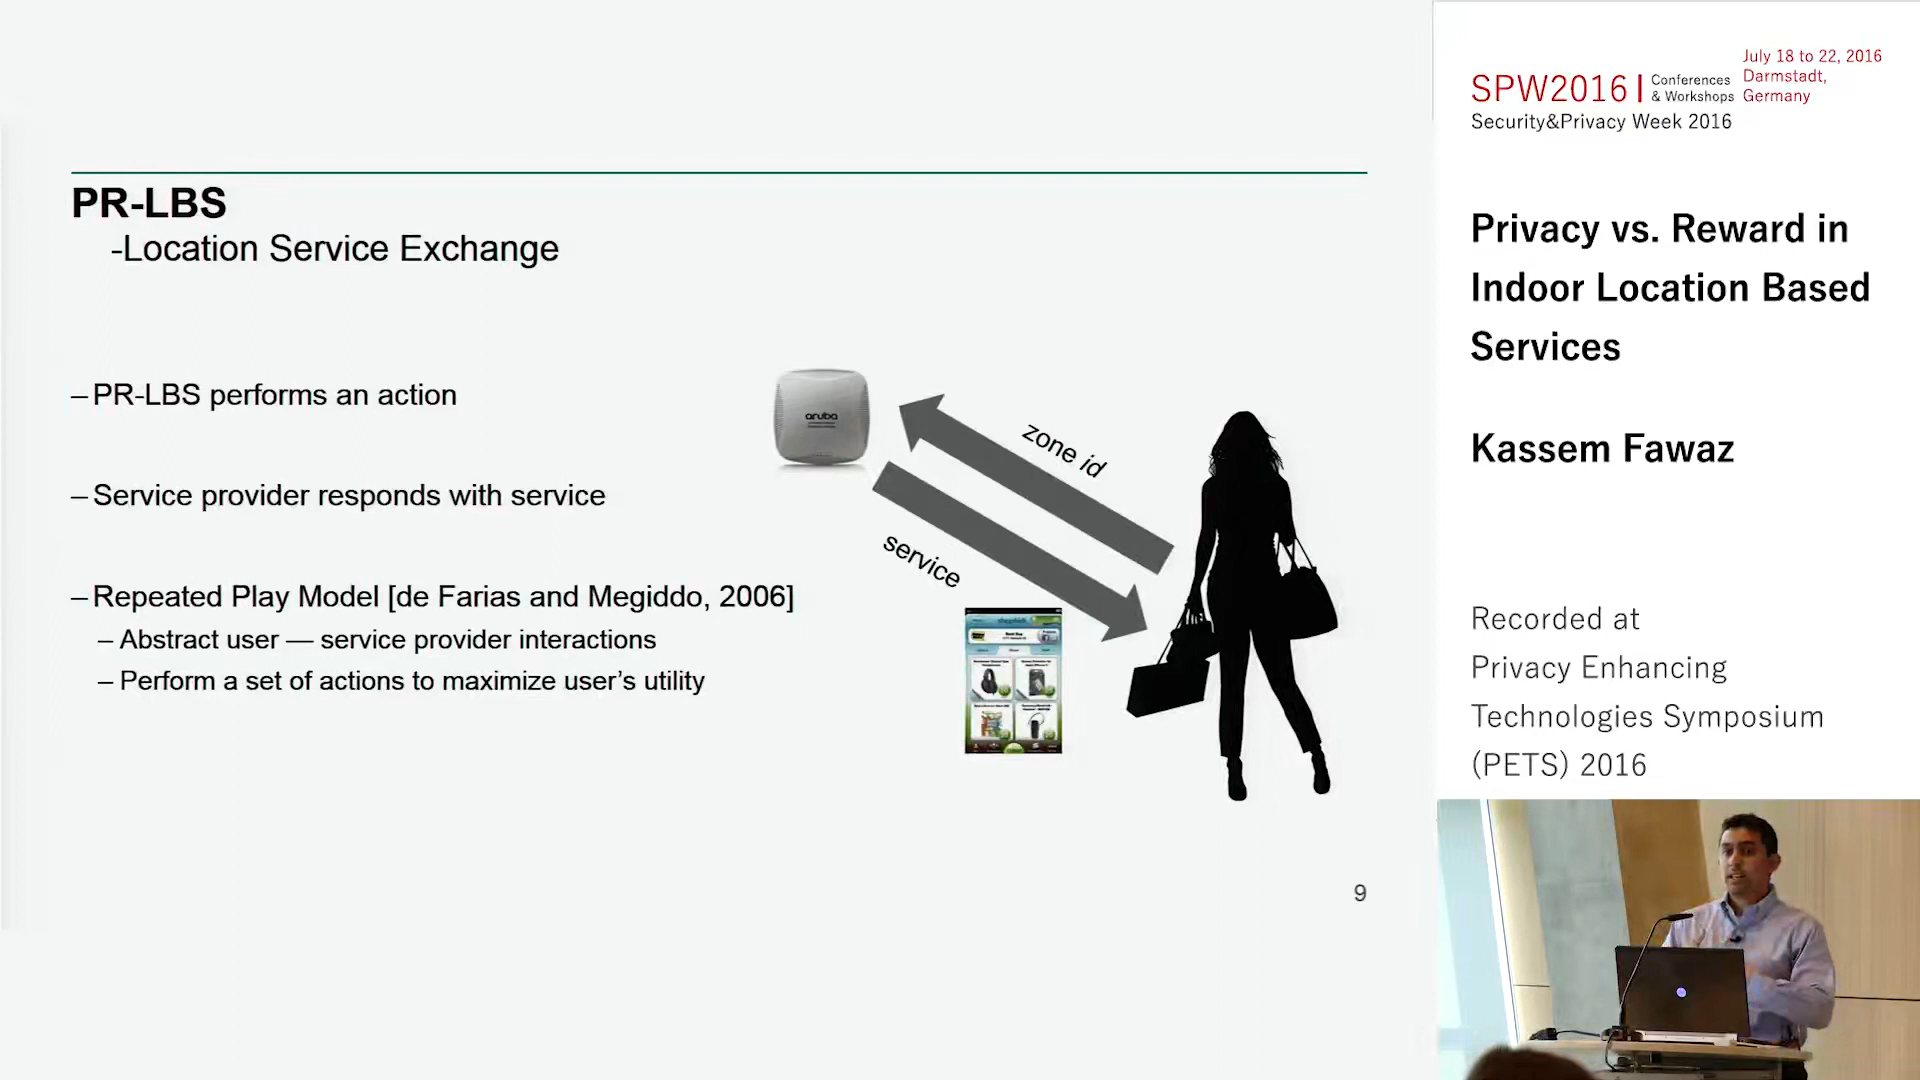 PR-LBS
-Location Service Exchange
– PR-LBS performs an action
– Service provider responds with service
– Repeated Play Model [de Farias and Megiddo, 2006]
– Abstract user — service provider interactions
– Perform a set of actions to maximize user's utility
aruba
zone id
service
9
SPW2016 | Conferences & Workshops
July 18 to 22, 2016
Darmstadt,
Germany
Security&Privacy Week 2016
Privacy vs. Reward in
Indoor Location Based
Services
Kassem Fawaz
Recorded at
Privacy Enhancing
Technologies Symposium
(PETS) 2016